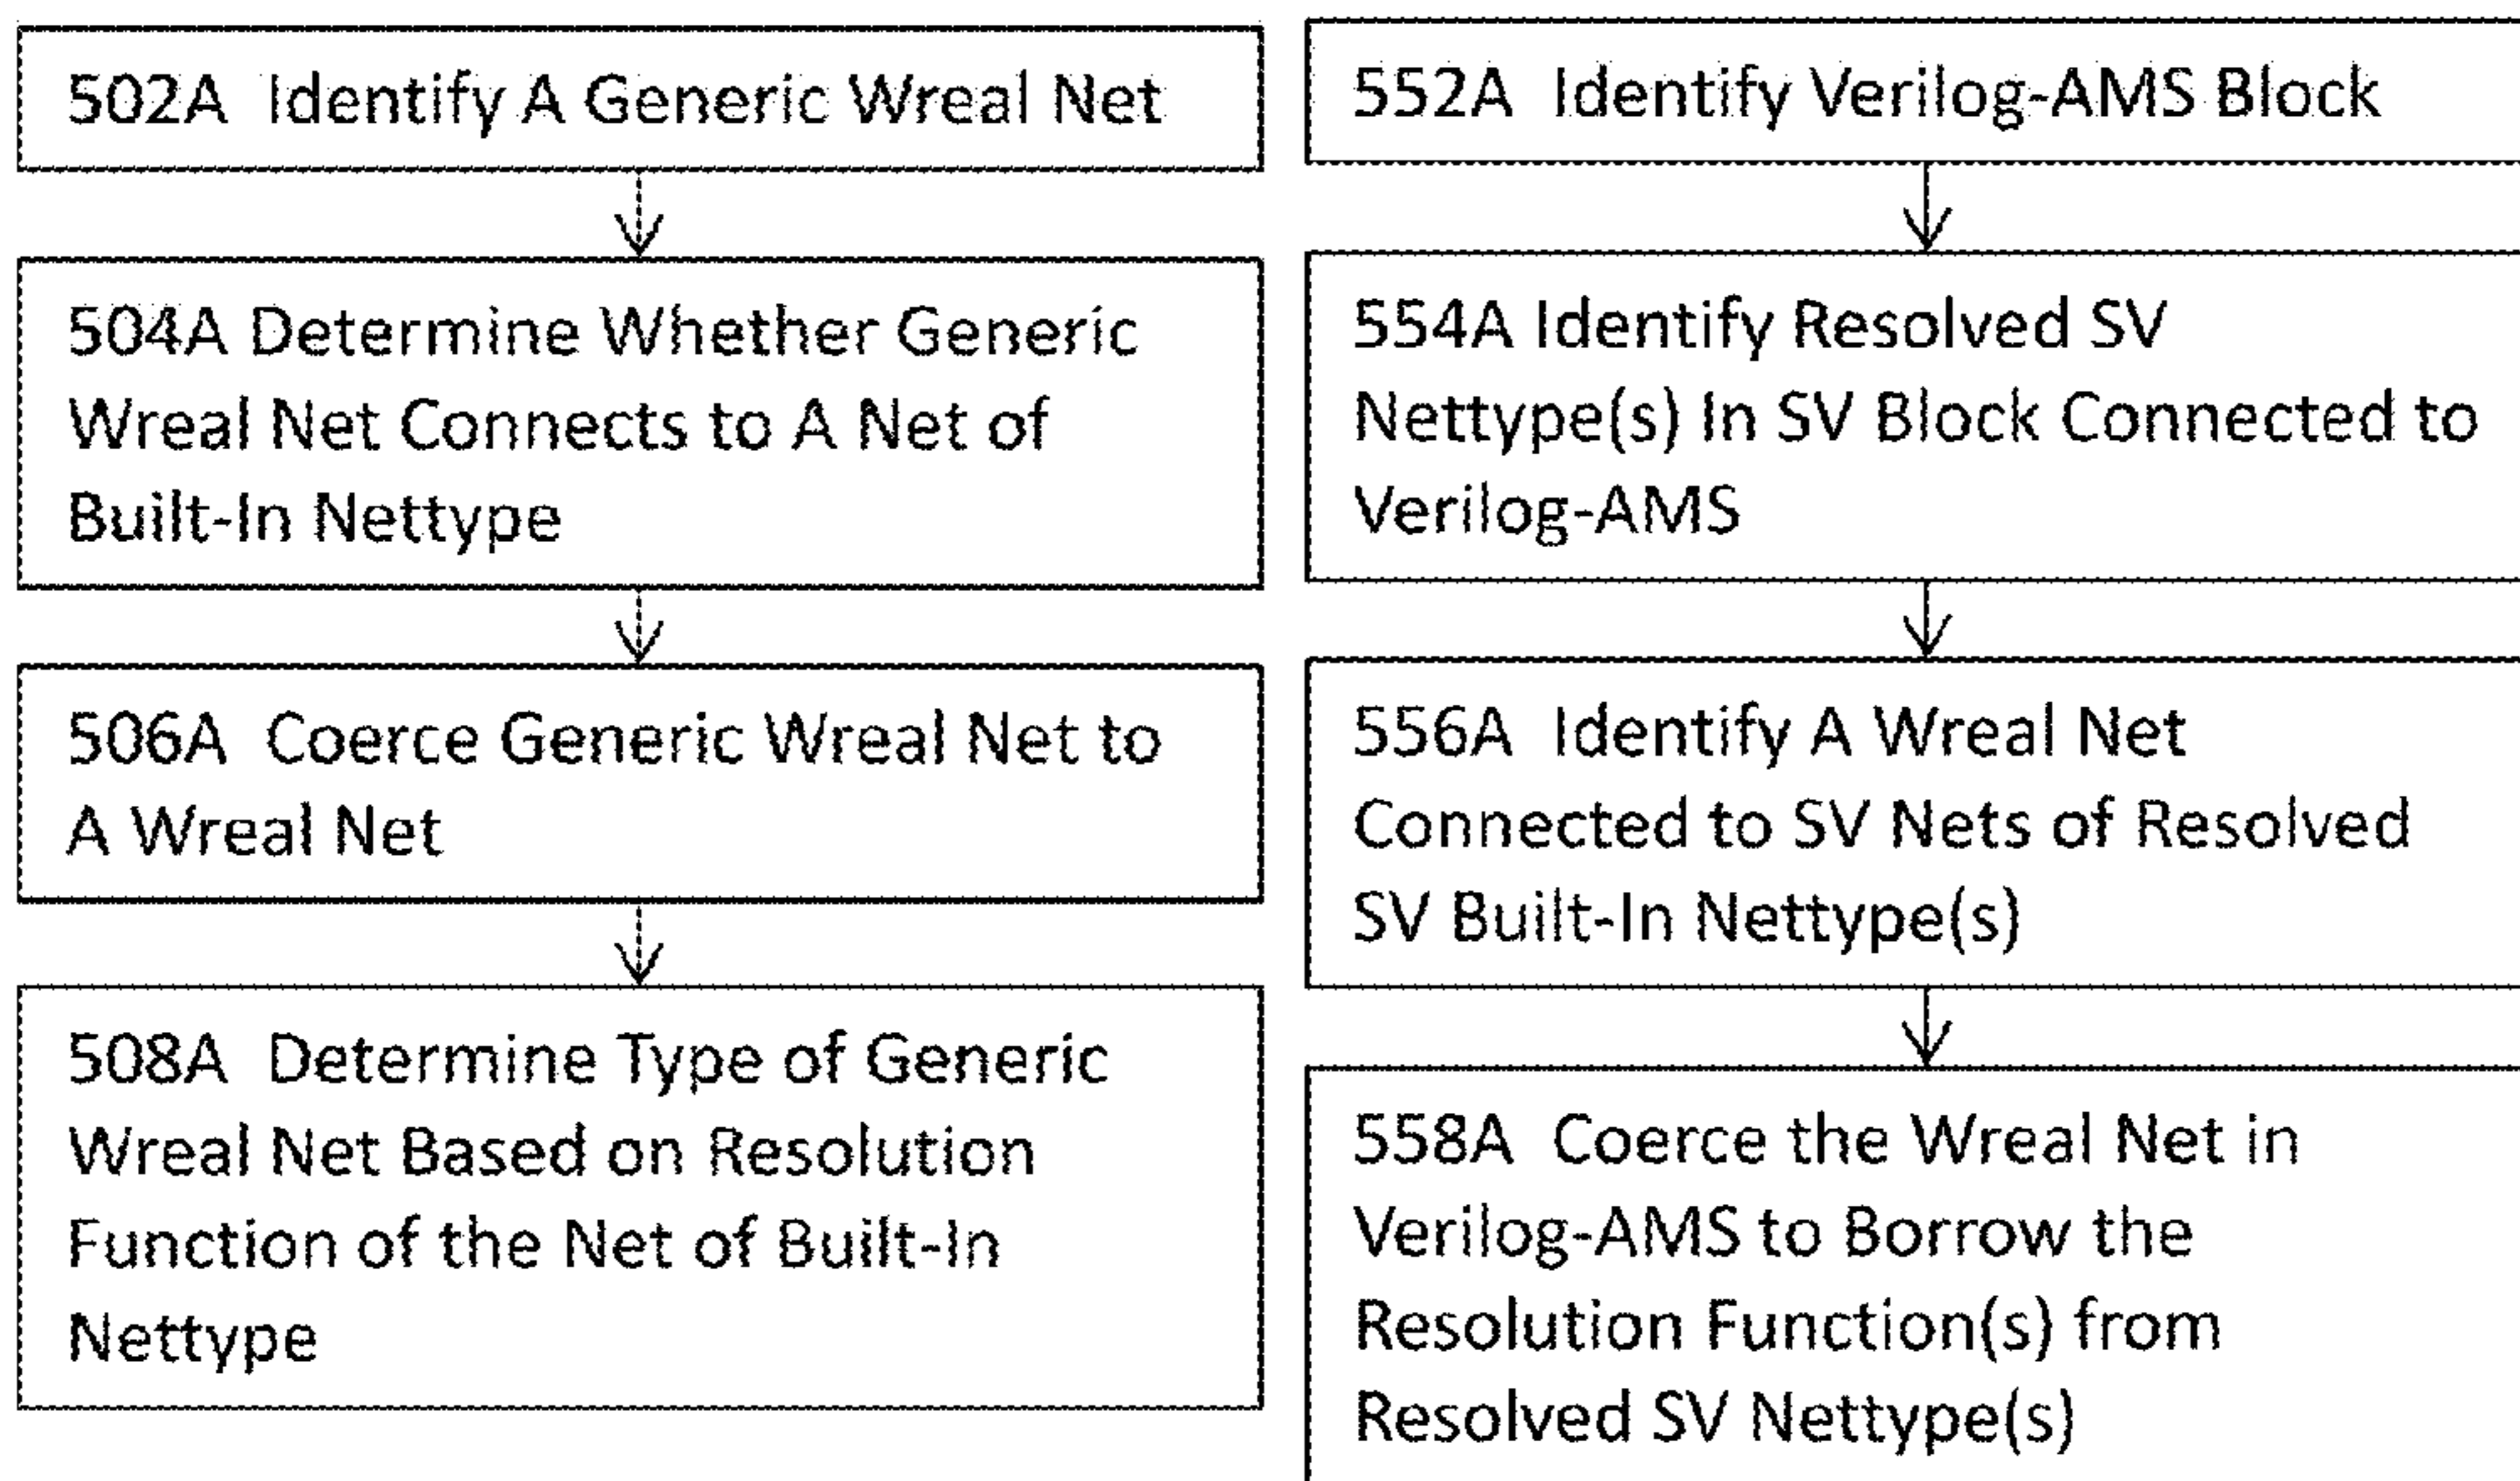 502A Identify A Generic Wreal Net
504A Determine Whether Generic
Wreal Net Connects to A Net of
Built-In Nettype
506A Coerce Generic Wreal Net to
A Wreal Net
508A Determine Type of Generic
Wreal Net Based on Resolution
Function of the Net of Built-In
Nettype
552A Identify Verilog-AMS Block
554A Identify Resolved SV
Nettype(s) In SV Block Connected to
Verilog-AMS
556A Identify A Wreal Net
Connected to SV Nets of Resolved
SV Built-In Nettype(s)
558A Coerce the Wreal Net in
Verilog-AMS to Borrow the
Resolution Function(s) from
Resolved SV Nettype(s)